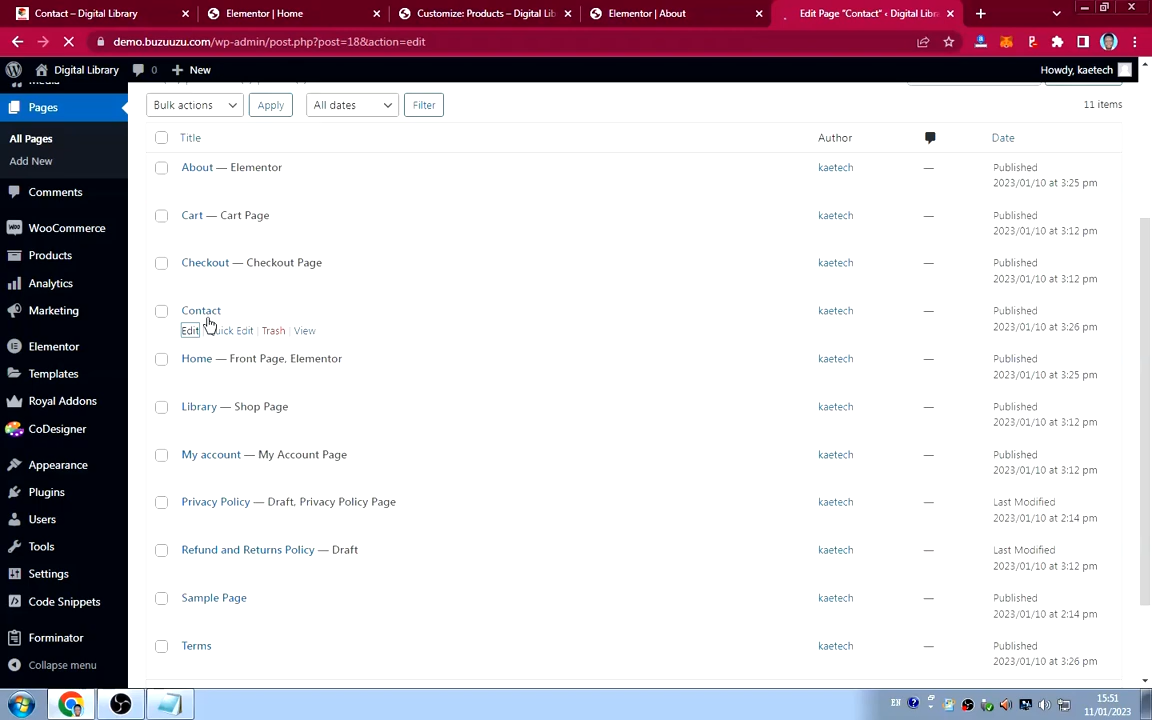 Contact – Digital Library
Elementor | Home
Customize: Products – Digital Lib
Elementor | About
Edit Page "Contact" ‹ Digital Libra
demo.buzuuzu.com/wp-admin/post.php?post=18&action=edit
Digital Library
0
New
Howdy, kaetech
Pages
All Pages
Add New
Comments
WooCommerce
Products
Analytics
Marketing
Elementor
Templates
Royal Addons
CoDesigner
Appearance
Plugins
Users
Tools
Settings
Code Snippets
Forminator
Collapse menu
Bulk actions
Apply
All dates
Filter
11 items
Title
Author
Date
About — Elementor
kaetech
—
Published
2023/01/10 at 3:25 pm
Cart — Cart Page
kaetech
—
Published
2023/01/10 at 3:12 pm
Checkout — Checkout Page
kaetech
—
Published
2023/01/10 at 3:12 pm
Contact
Edit Quick Edit | Trash | View
kaetech
—
Published
2023/01/10 at 3:26 pm
Home — Front Page, Elementor
kaetech
—
Published
2023/01/10 at 3:25 pm
Library — Shop Page
kaetech
—
Published
2023/01/10 at 3:12 pm
My account — My Account Page
kaetech
—
Published
2023/01/10 at 3:12 pm
Privacy Policy — Draft, Privacy Policy Page
kaetech
—
Last Modified
2023/01/10 at 2:14 pm
Refund and Returns Policy — Draft
kaetech
—
Last Modified
2023/01/10 at 3:12 pm
Sample Page
kaetech
—
Published
2023/01/10 at 2:14 pm
Terms
kaetech
—
Published
2023/01/10 at 3:26 pm
EN
15:51
11/01/2023